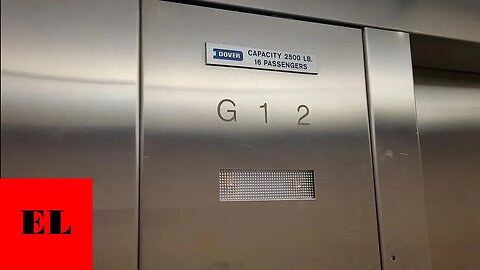 DOVER CAPACITY 2500 LB.
16 PASSENGERS
G 1 2
EL